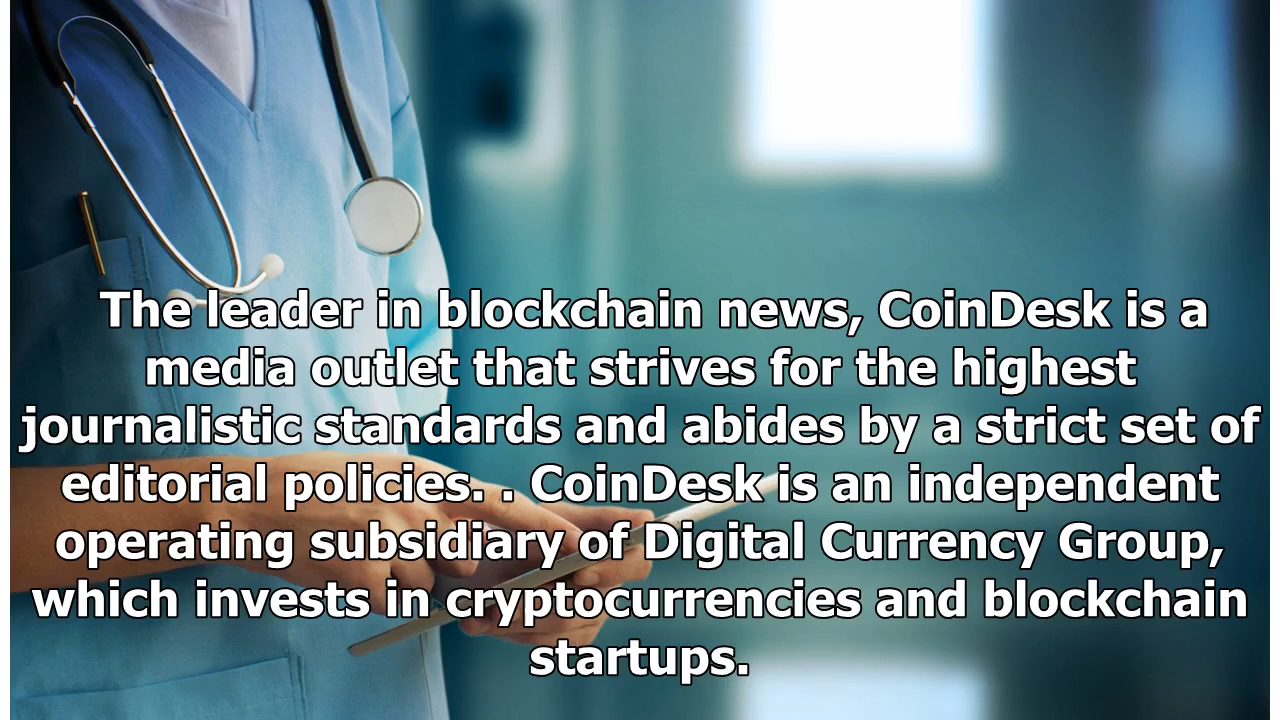 The leader in blockchain news, CoinDesk is a
media outlet that strives for the highest
journalistic standards and abides by a strict set of
editorial policies. . CoinDesk is an independent
operating subsidiary of Digital Currency Group,
which invests in cryptocurrencies and blockchain
startups.